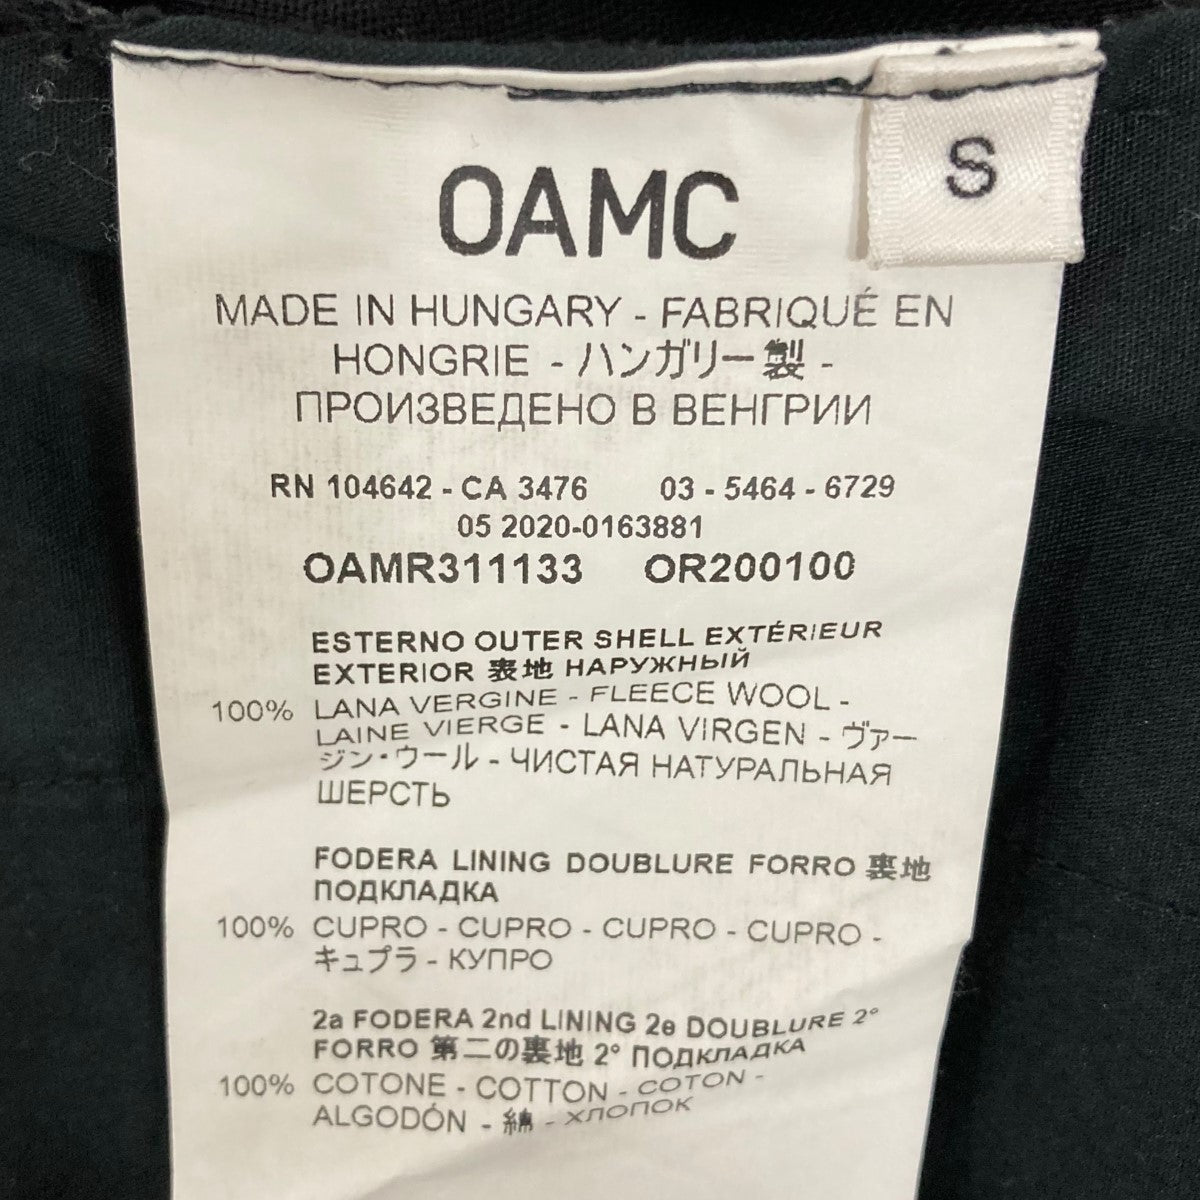 OAMC
S
MADE IN HUNGARY - FABRIQUÉ EN
HONGRIE - ハンガリー製 -
ПРОИЗВЕДЕНО В ВЕНГРИИ
RN 104642 - CA 3476 03 - 5464 - 6729
05 2020-0163881
OAMR311133 OR200100
ESTERNO OUTER SHELL EXTÉRIEUR
EXTERIOR 表地 НАРУЖНЫЙ
100% LANA VERGINE - FLEECE WOOL -
LAINE VIERGE - LANA VIRGEN - ヴァー
ジン・ウール - ЧИСТАЯ НАТУРАЛЬНАЯ
ШЕРСТЬ
FODERA LINING DOUBLURE FORRO 裏地
ПОДКЛАДКА
100% CUPRO - CUPRO - CUPRO - CUPRO -
キュプラ - КУПРО
2a FODERA 2nd LINING 2e DOUBLURE 2°
FORRO 第二の裏地 2° ПОДКЛАДКА
100% COTONE - COTTON - COTON -
ALGODÓN - 綿 - ХЛОПОК